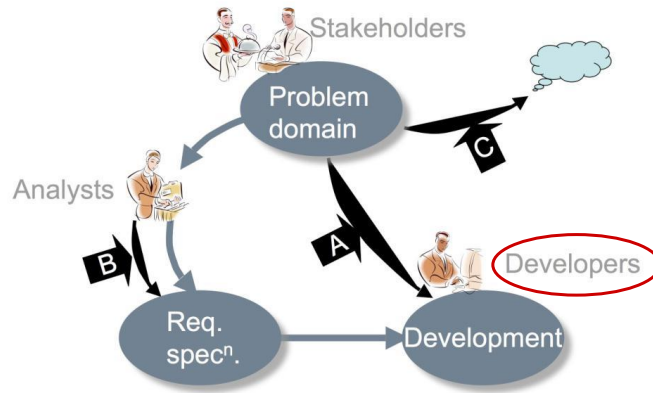 Stakeholders
Problem
domain
C
Analysts
A
B
Developers
Req.
specⁿ.
Development